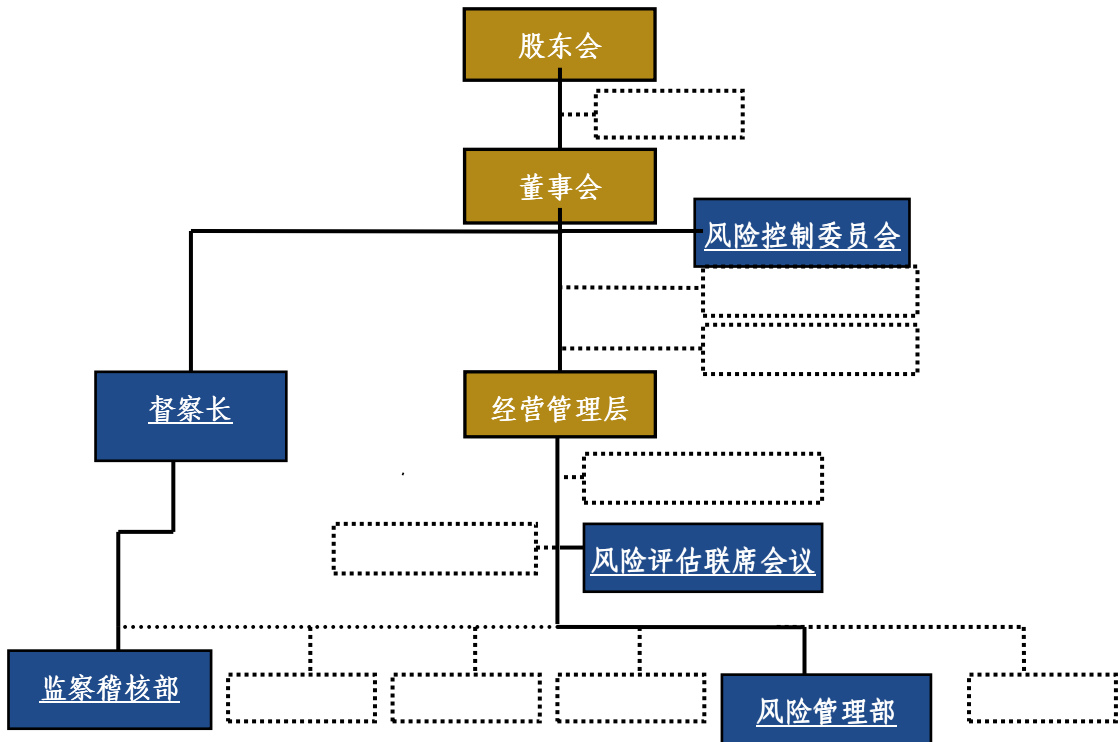 股东会
董事会
风险控制委员会
督察长
经营管理层
风险评估联席会议
监察稽核部
风险管理部